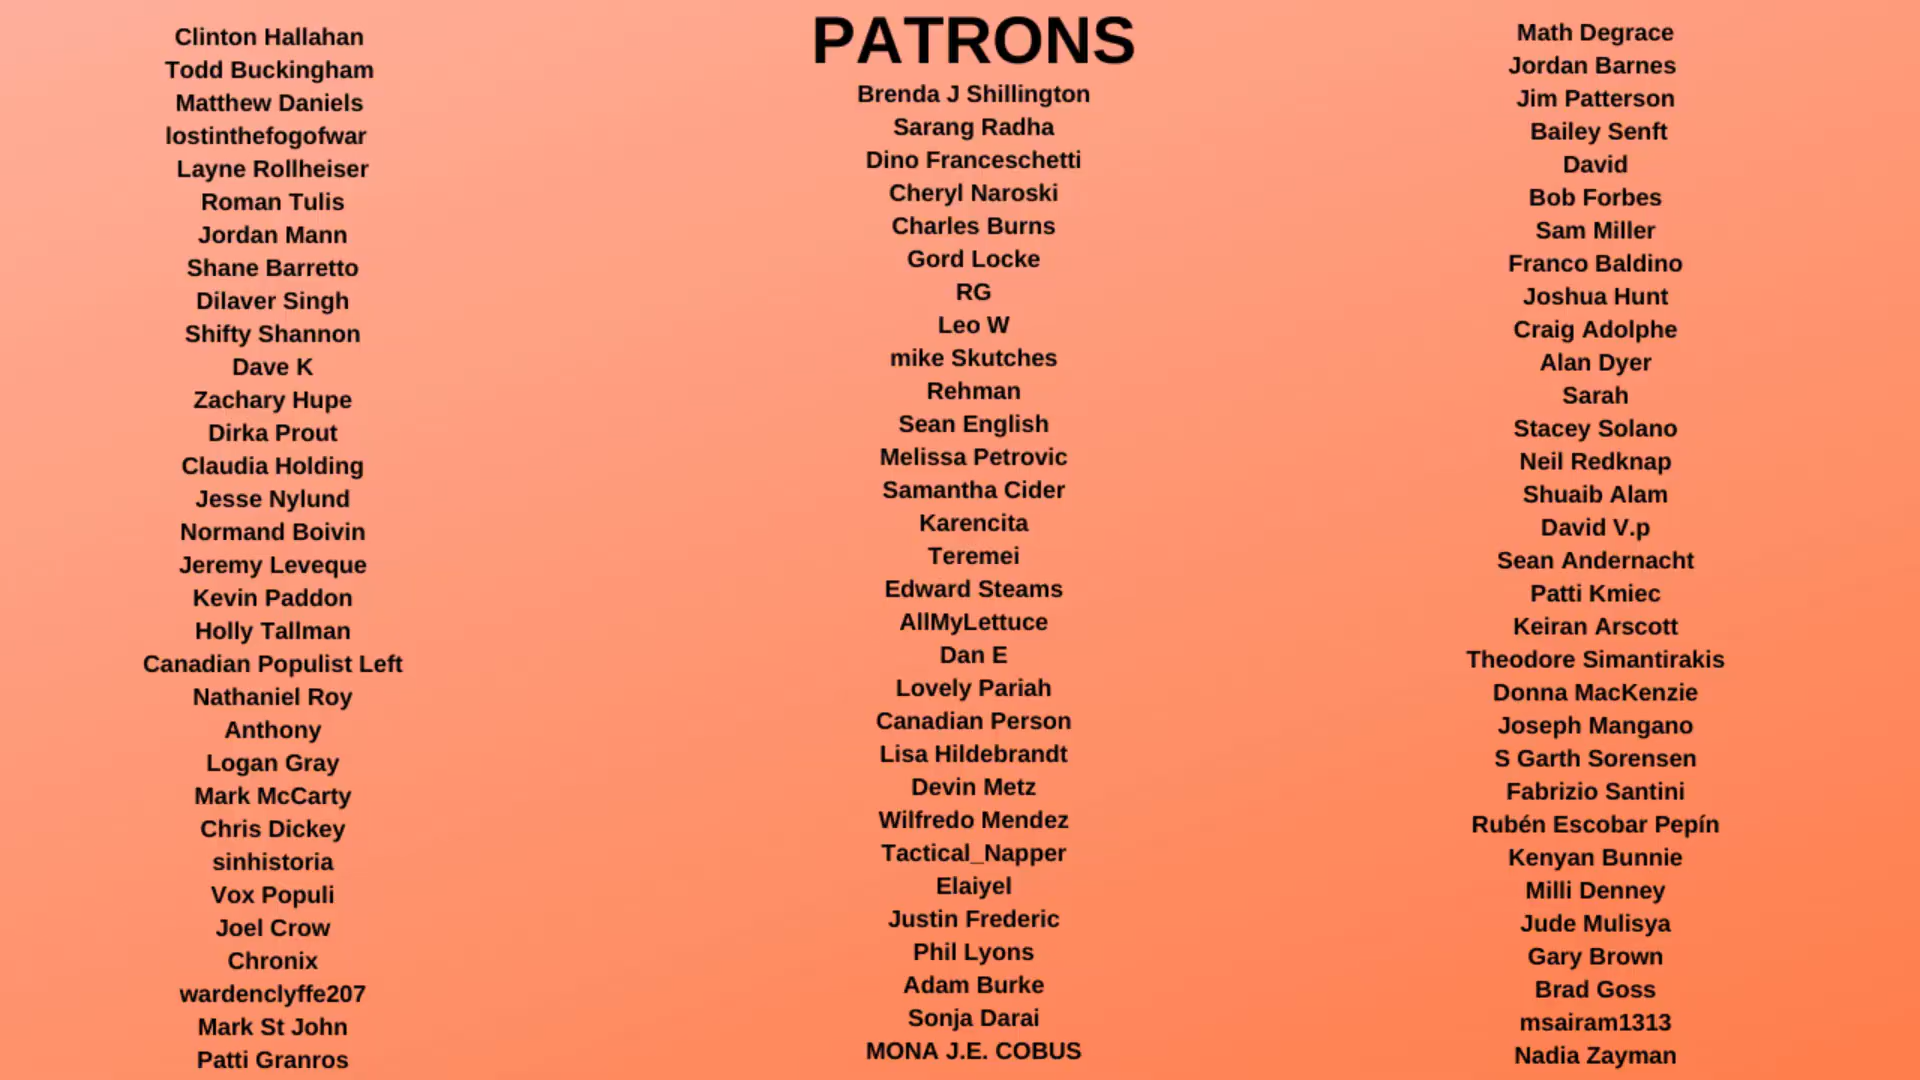 Clinton Hallahan
Todd Buckingham
Matthew Daniels
lostinthefogofwar
Layne Rollheiser
Roman Tulis
Jordan Mann
Shane Barretto
Dilaver Singh
Shifty Shannon
Dave K
Zachary Hupe
Dirka Prout
Claudia Holding
Jesse Nylund
Normand Boivin
Jeremy Leveque
Kevin Paddon
Holly Tallman
Canadian Populist Left
Nathaniel Roy
Anthony
Logan Gray
Mark McCarty
Chris Dickey
sinhistoria
Vox Populi
Joel Crow
Chronix
wardenclyffe207
Mark St John
Patti Granros
PATRONS
Brenda J Shillington
Sarang Radha
Dino Franceschetti
Cheryl Naroski
Charles Burns
Gord Locke
RG
Leo W
mike Skutches
Rehman
Sean English
Melissa Petrovic
Samantha Cider
Karencita
Teremei
Edward Steams
AllMyLettuce
Dan E
Lovely Pariah
Canadian Person
Lisa Hildebrandt
Devin Metz
Wilfredo Mendez
Tactical_Napper
Elaiyel
Justin Frederic
Phil Lyons
Adam Burke
Sonja Darai
MONA J.E. COBUS
Math Degrace
Jordan Barnes
Jim Patterson
Bailey Senft
David
Bob Forbes
Sam Miller
Franco Baldino
Joshua Hunt
Craig Adolphe
Alan Dyer
Sarah
Stacey Solano
Neil Redknap
Shuaib Alam
David V.p
Sean Andernacht
Patti Kmiec
Keiran Arscott
Theodore Simantirakis
Donna MacKenzie
Joseph Mangano
S Garth Sorensen
Fabrizio Santini
Rubén Escobar Pepín
Kenyan Bunnie
Milli Denney
Jude Mulisya
Gary Brown
Brad Goss
msairam1313
Nadia Zayman